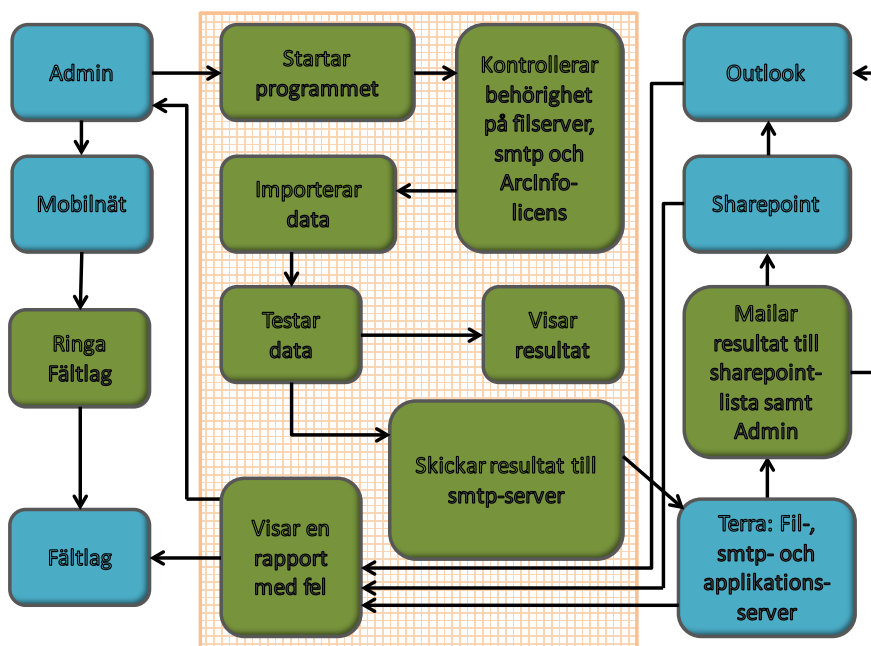 Admin
Startar
programmet
Kontrollerar
behörighet
på filserver,
smtp och
ArcInfo-
licens
Outlook
Mobilnät
Importerar
data
Sharepoint
Ringa
Fältlag
Testar
data
Visar
resultat
Mailar
resultat till
sharepoint-
lista samt
Admin
Skickar resultat till
smtp-server
Fältlag
Visar en
rapport
med fel
Terra: Fil-,
smtp- och
applikations-
server